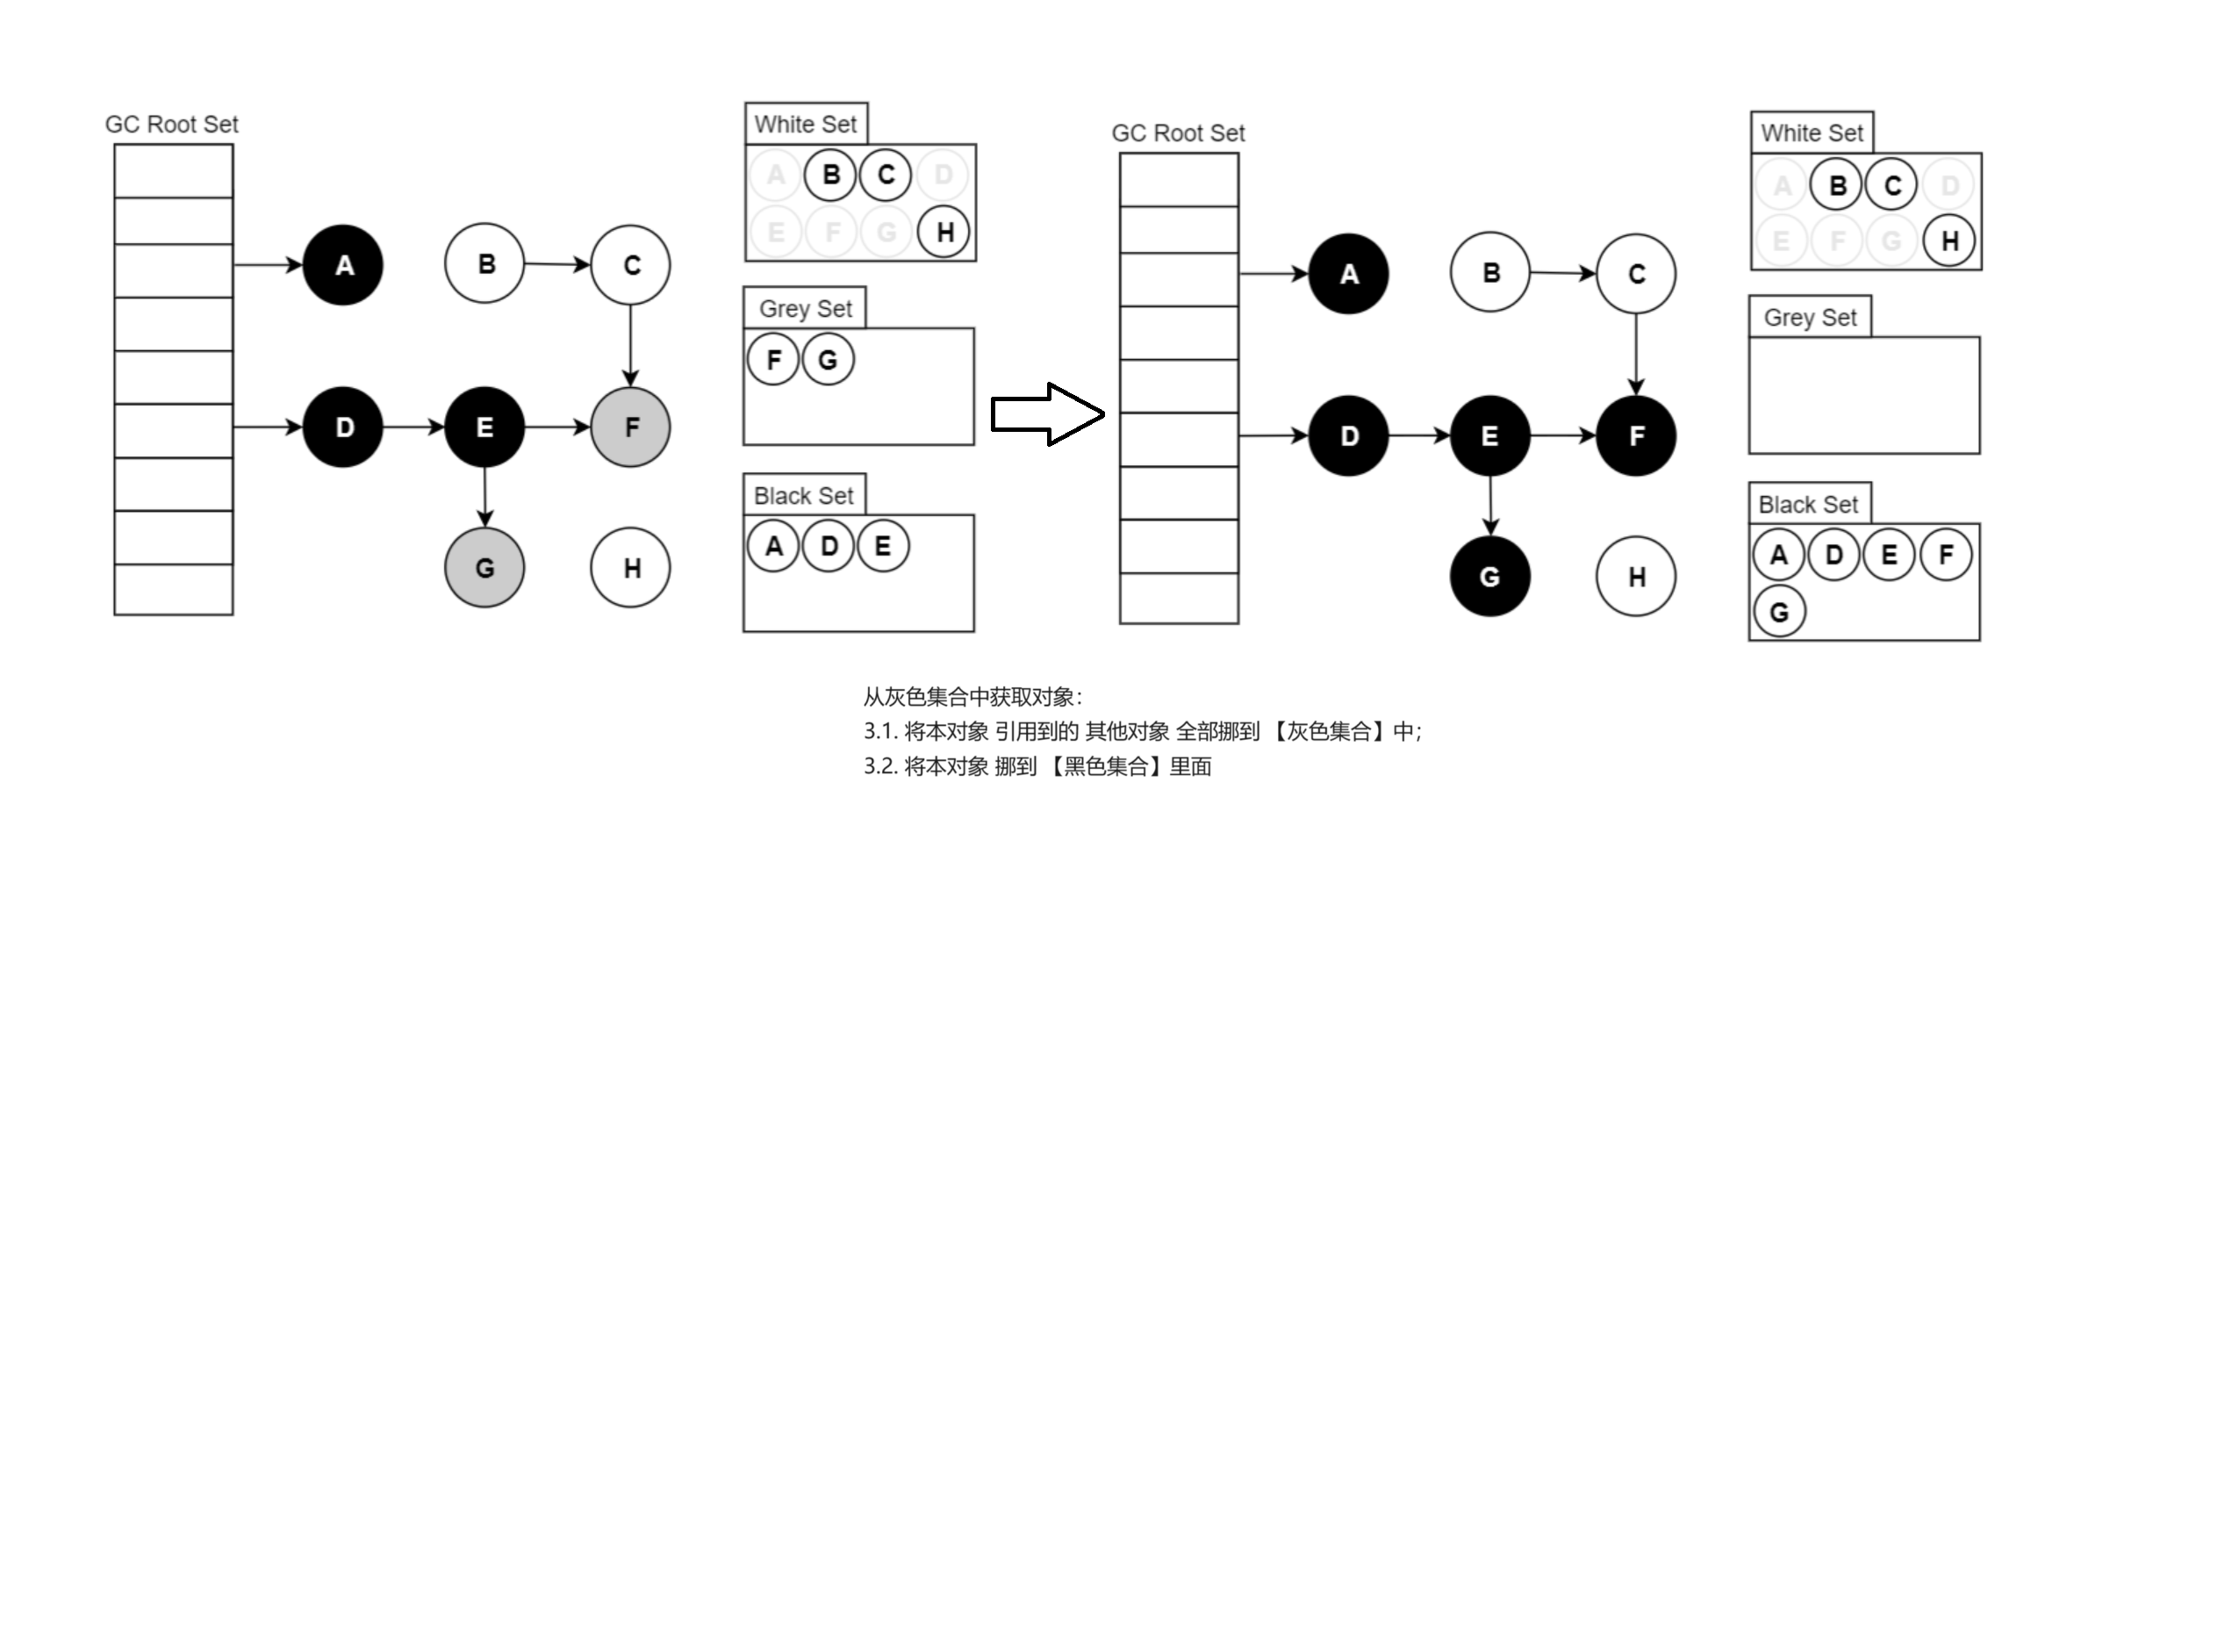 GC Root Set
A
B
C
D
E
F
G
H
White Set
A B C D
E F G H
Grey Set
F G
Black Set
A D E
GC Root Set
A
B
C
D
E
F
G
H
White Set
A B C D
E F G H
Grey Set
Black Set
A D E F
G
从灰色集合中获取对象：
3.1. 将本对象 引用到的 其他对象 全部挪到 【灰色集合】中；
3.2. 将本对象 挪到 【黑色集合】里面